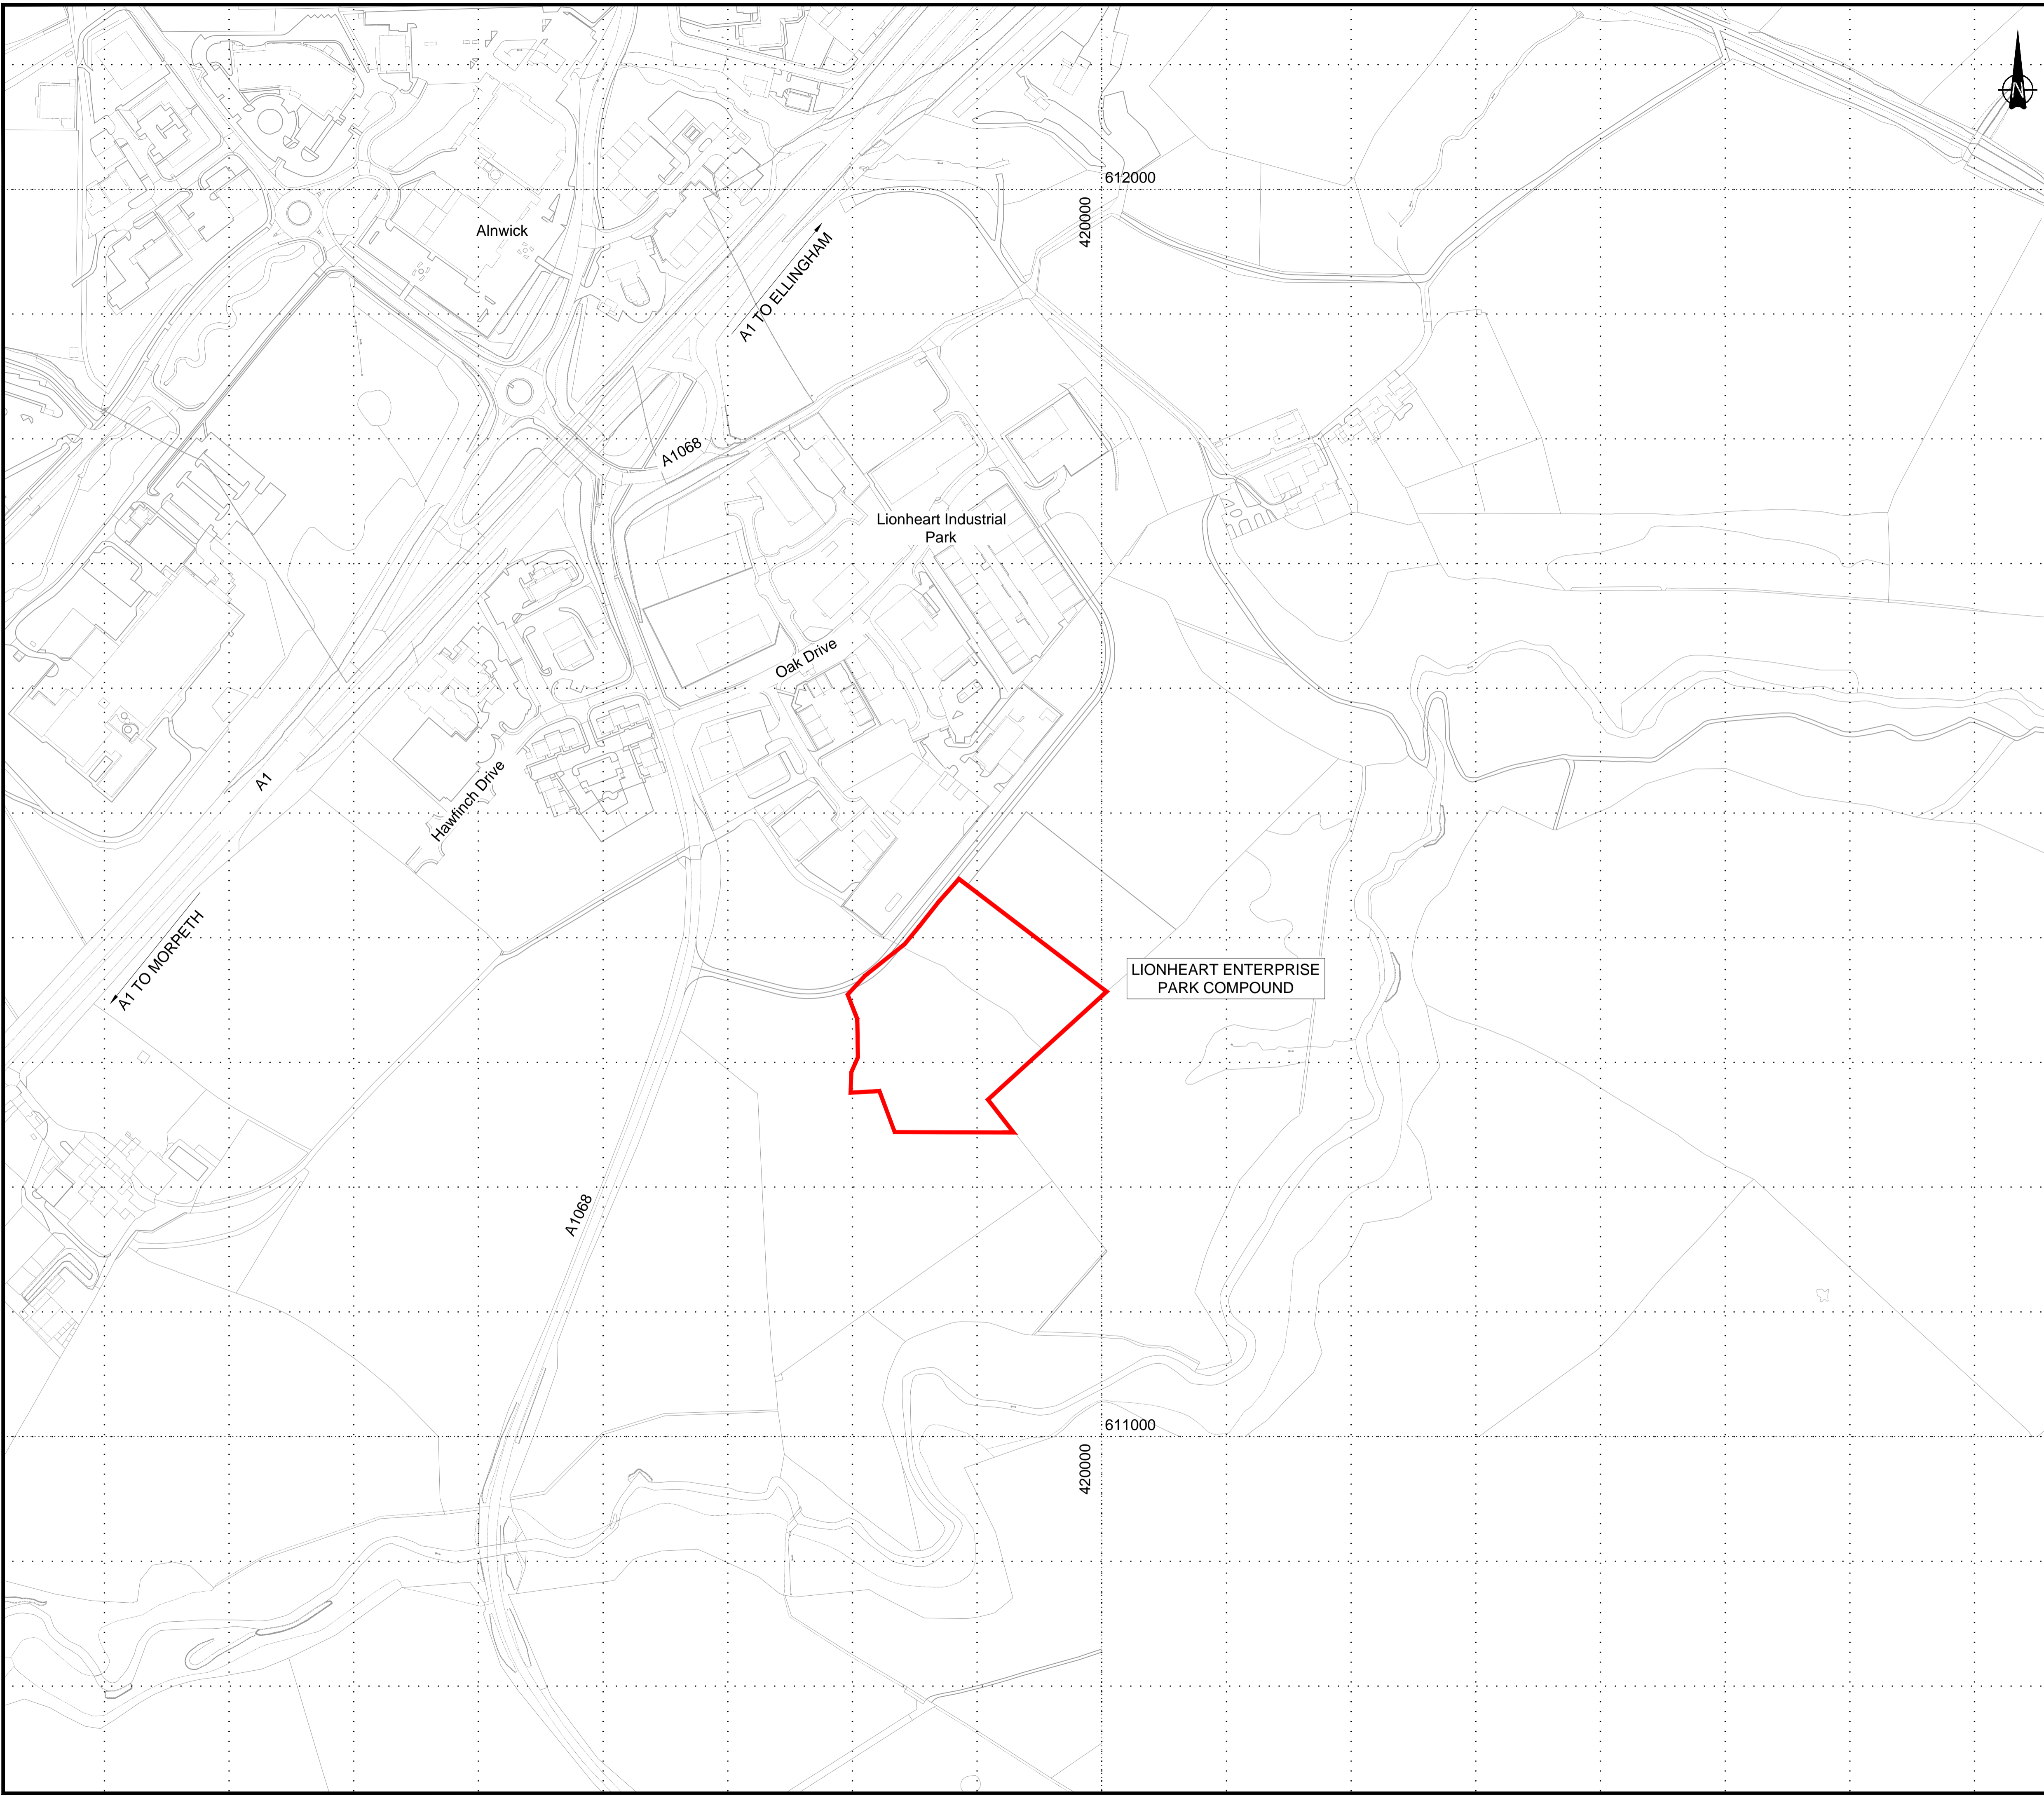 N
612000
420000
Alnwick
A1 TO ELLINGHAM
A1068
Lionheart Industrial
Park
Oak Drive
A1
Hawfinch Drive
A1 TO MORPETH
LIONHEART ENTERPRISE
PARK COMPOUND
A1068
611000
420000